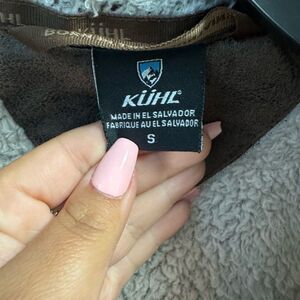 KÜHL
MADE IN EL SALVADOR
FABRIQUE AU EL SALVADOR
S